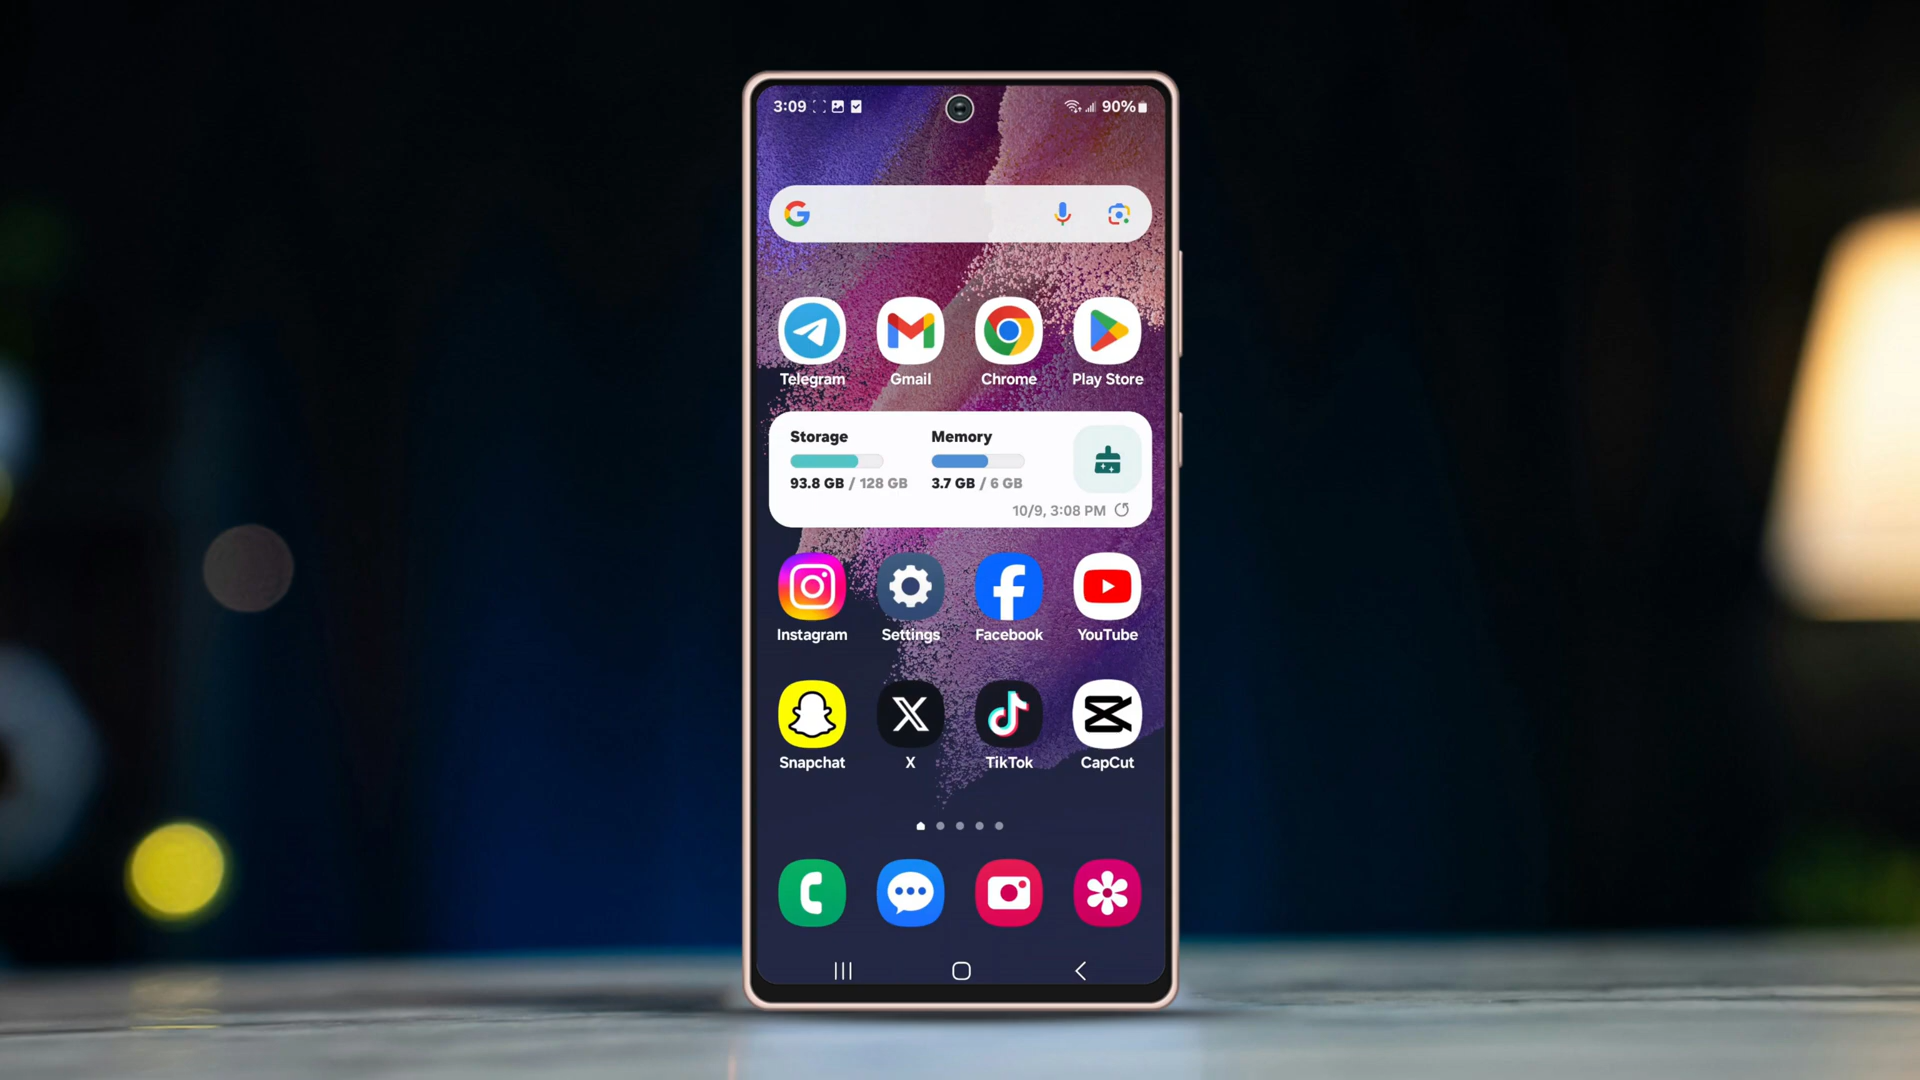 3:09 90%
Telegram Gmail Chrome Play Store
Storage Memory
93.8 GB / 128 GB 3.7 GB / 6 GB
10/9, 3:08 PM
Instagram Settings Facebook YouTube
Snapchat X TikTok CapCut